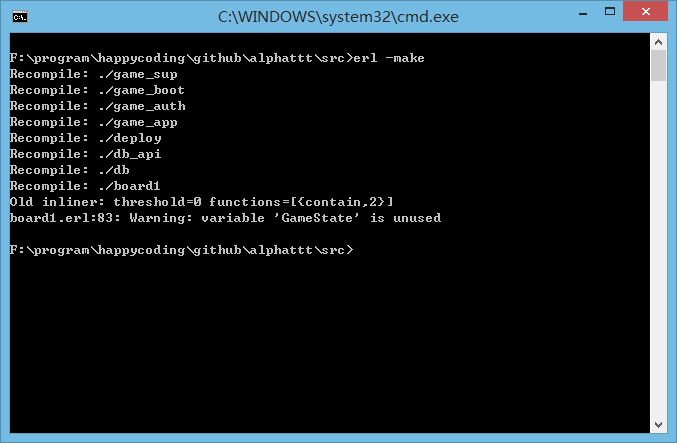 C:\WINDOWS\system32\cmd.exe
F:\program\happycoding\github\alphattt\src>erl -make
Recompile: ./game_sup
Recompile: ./game_boot
Recompile: ./game_auth
Recompile: ./game_app
Recompile: ./deploy
Recompile: ./db_api
Recompile: ./db
Recompile: ./board1
Old inliner: threshold=0 functions=[{contain,2}]
board1.erl:83: Warning: variable 'GameState' is unused
F:\program\happycoding\github\alphattt\src>